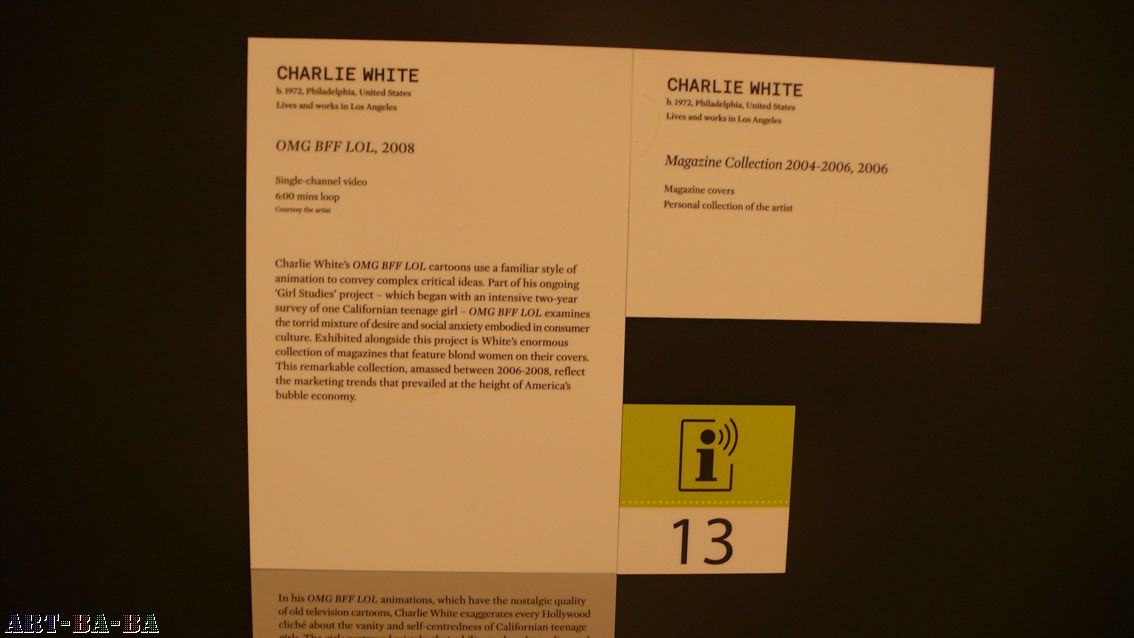 CHARLIE WHITE
b. 1972, Philadelphia, United States
Lives and works in Los Angeles
OMG BFF LOL, 2008
Single-channel video
6:00 mins loop
Courtesy the artist
Charlie White's OMG BFF LOL cartoons use a familiar style of
animation to convey complex critical ideas. Part of his ongoing
'Girl Studies' project – which began with an intensive two-year
survey of one Californian teenage girl – OMG BFF LOL examines
the torrid mixture of desire and social anxiety embodied in consumer
culture. Exhibited alongside this project is White's enormous
collection of magazines that feature blond women on their covers.
This remarkable collection, amassed between 2006-2008, reflect
the marketing trends that prevailed at the height of America's
bubble economy.
In his OMG BFF LOL animations, which have the nostalgic quality
of old television cartoons, Charlie White exaggerates every Hollywood
cliché about the vanity and self-centredness of Californian teenage
CHARLIE WHITE
b. 1972, Philadelphia, United States
Lives and works in Los Angeles
Magazine Collection 2004-2006, 2006
Magazine covers
Personal collection of the artist
i
13
ART-BA-BA